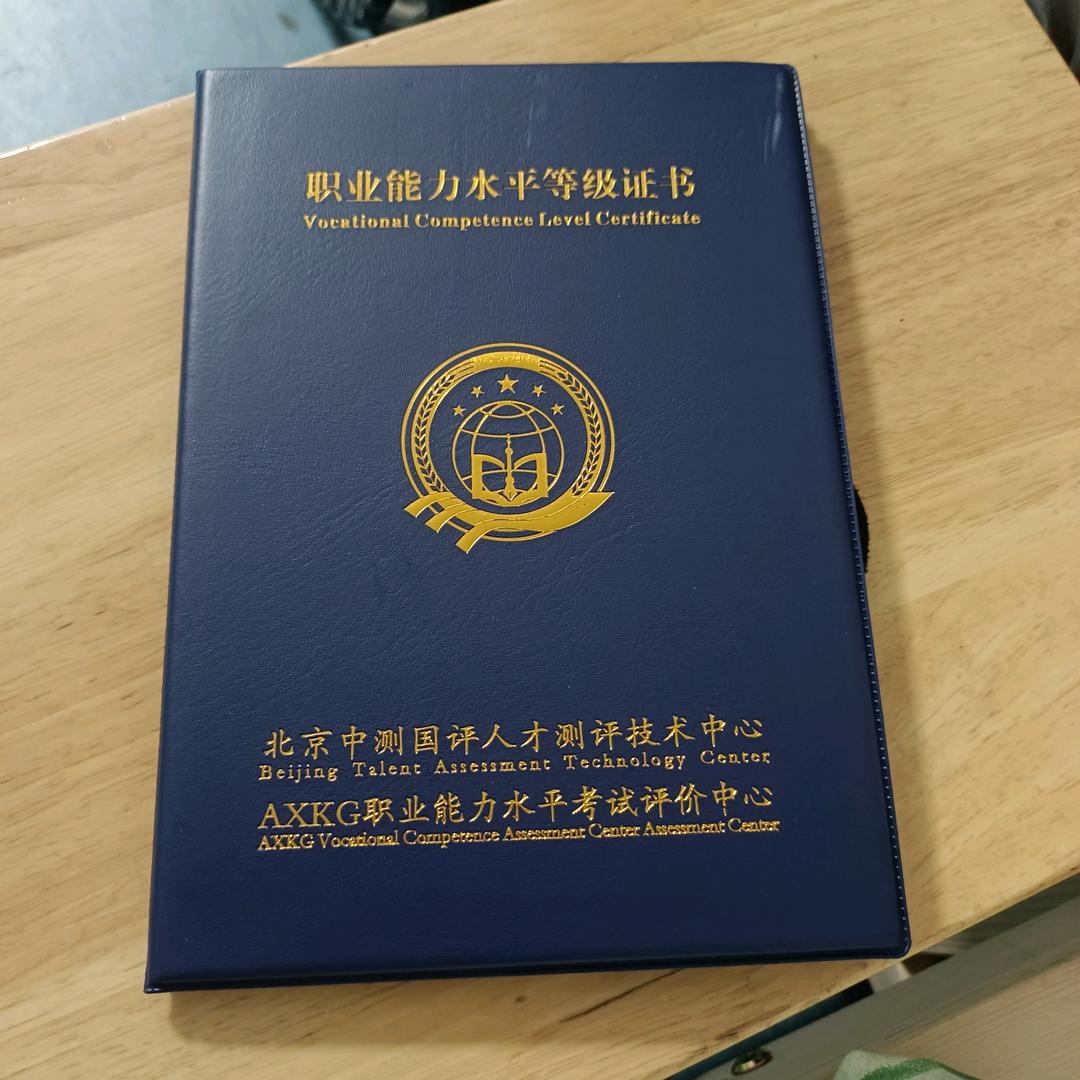 职业能力水平等级证书
Vocational Competence Level Certificate
北京中测国评人才测评技术中心
Beijing Talent Assessment Technology Center
AXKG职业能力水平考试评价中心
AXKG Vocational Competence Assessment Center Assessment Center